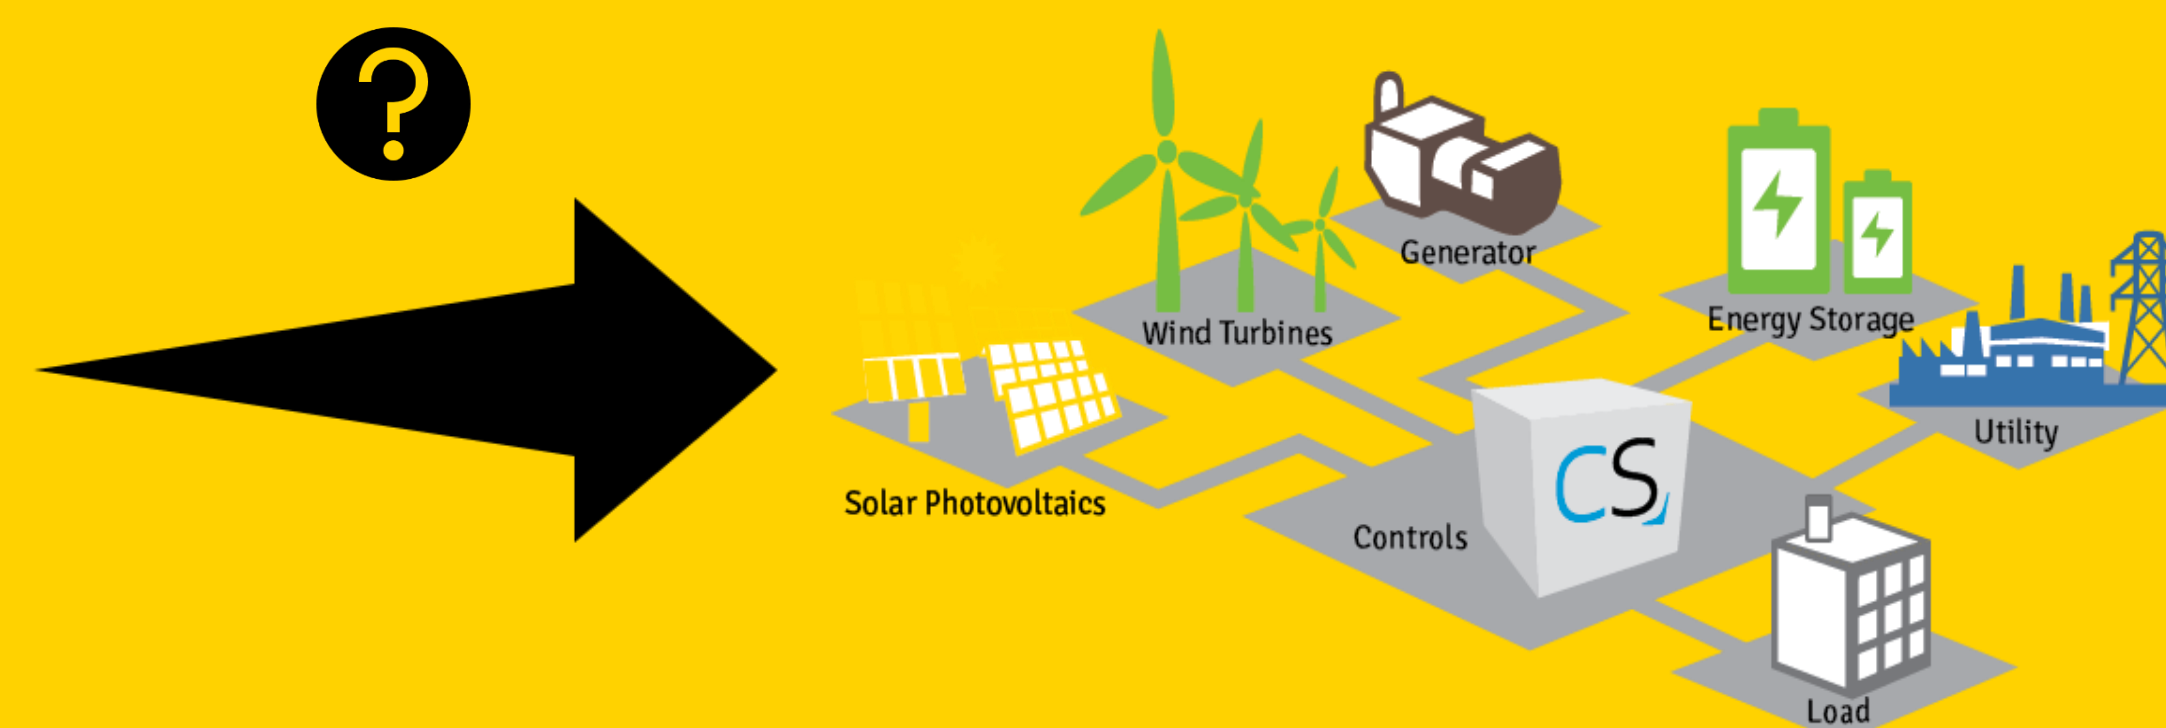 ?
Generator
Energy Storage
Wind Turbines
Utility
Solar Photovoltaics
Controls
CS
Load